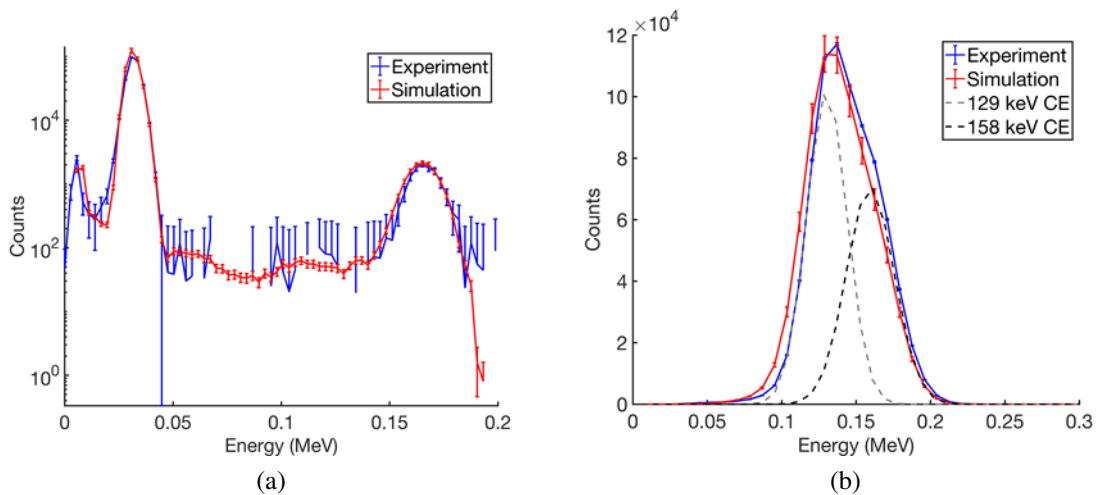 Experiment
Simulation
10^4
10^2
10^0
Counts
0
0.05
0.1
0.15
0.2
Energy (MeV)
(a)
×10^4
12
10
8
6
4
2
0
Counts
Experiment
Simulation
129 keV CE
158 keV CE
0
0.05
0.1
0.15
0.2
0.25
0.3
Energy (MeV)
(b)